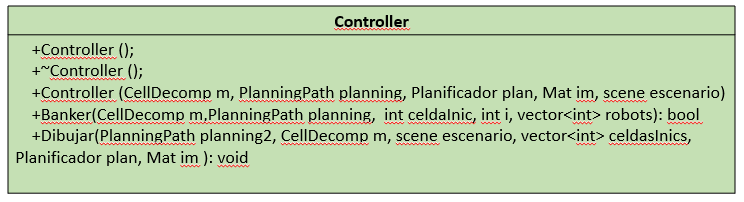 Controller
+Controller ();
+~Controller ();
+Controller (CellDecomp m, PlanningPath planning, Planificador plan, Mat im, scene escenario)
+Banker(CellDecomp m,PlanningPath planning,  int celdaInic, int i, vector<int> robots): bool
+Dibujar(PlanningPath planning2, CellDecomp m, scene escenario, vector<int> celdasInics,
Planificador plan, Mat im ): void